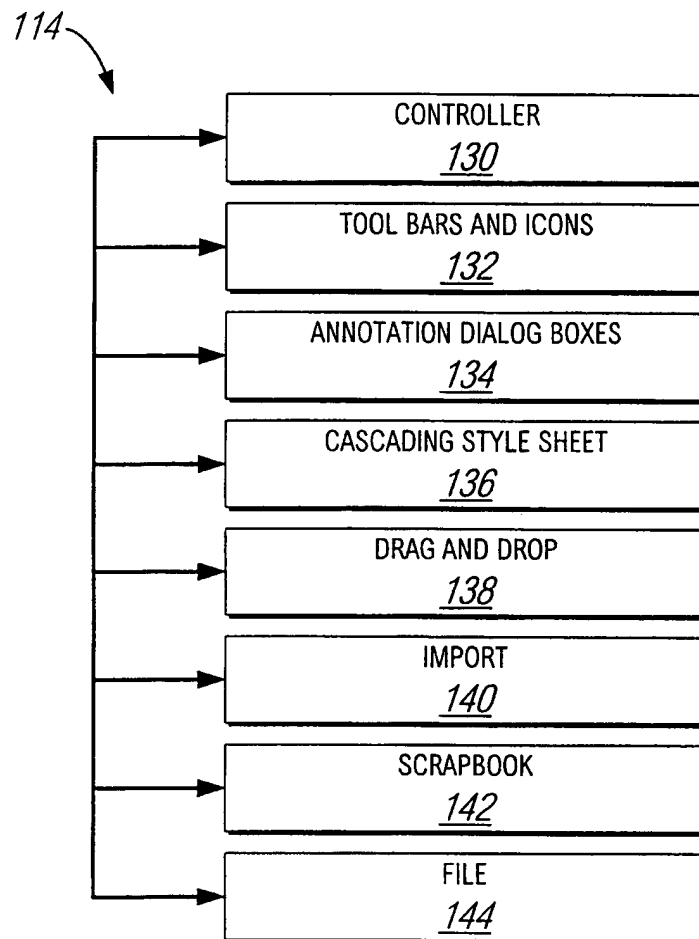 114
CONTROLLER
130
TOOL BARS AND ICONS
132
ANNOTATION DIALOG BOXES
134
CASCADING STYLE SHEET
136
DRAG AND DROP
138
IMPORT
140
SCRAPBOOK
142
FILE
144